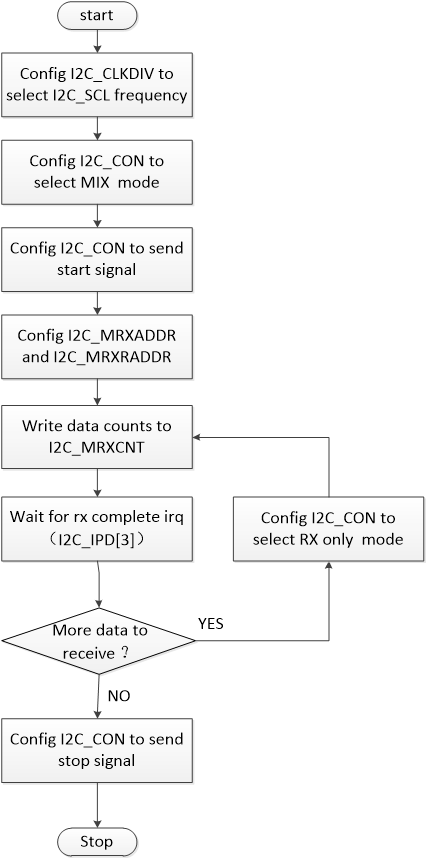 start
Config I2C_CLKDIV to
select I2C_SCL frequency
Config I2C_CON to
select MIX mode
Config I2C_CON to send
start signal
Config I2C_MRXADDR
and I2C_MRXRADDR
Write data counts to
I2C_MRXCNT
Wait for rx complete irq
（I2C_IPD[3]）
Config I2C_CON to
select RX only mode
More data to
receive ？
YES
NO
Config I2C_CON to send
stop signal
Stop